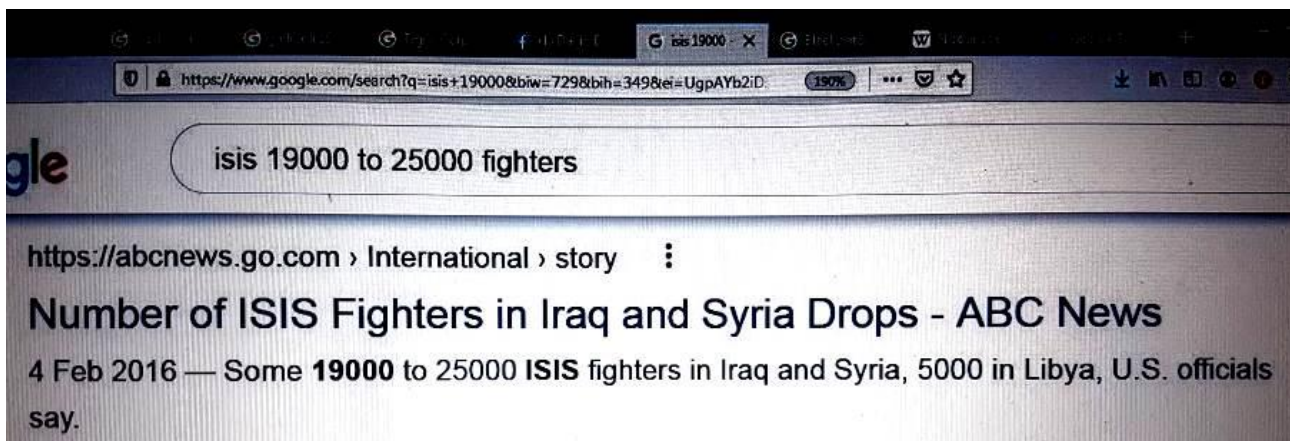 G isis 19000 - X
https://www.google.com/search?q=isis+19000&biw=729&bih=349&ei=UgpAYb2iD 190%
gle isis 19000 to 25000 fighters
https://abcnews.go.com › International › story
Number of ISIS Fighters in Iraq and Syria Drops - ABC News
4 Feb 2016 — Some 19000 to 25000 ISIS fighters in Iraq and Syria, 5000 in Libya, U.S. officials
say.